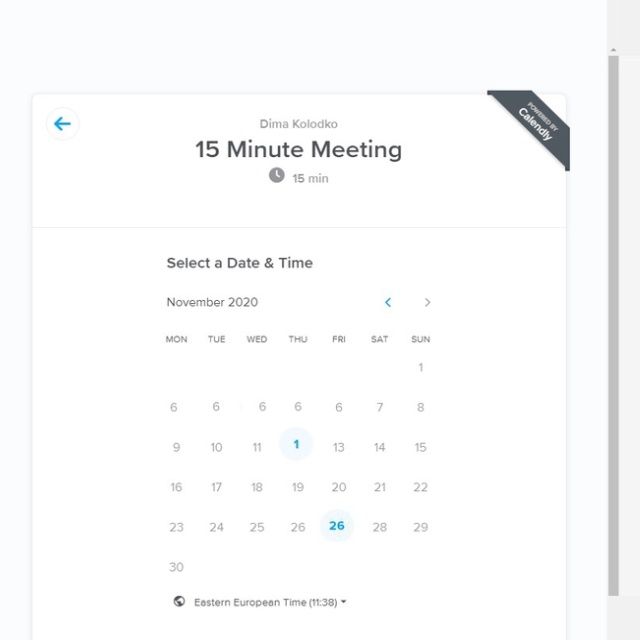 POWERED BY
Calendly
Dima Kolodko
15 Minute Meeting
15 min
Select a Date & Time
November 2020
MON TUE WED THU FRI SAT SUN
1
6 6 6 6 6 7 8
9 10 11 1 13 14 15
16 17 18 19 20 21 22
23 24 25 26 26 28 29
30
Eastern European Time (11:38)